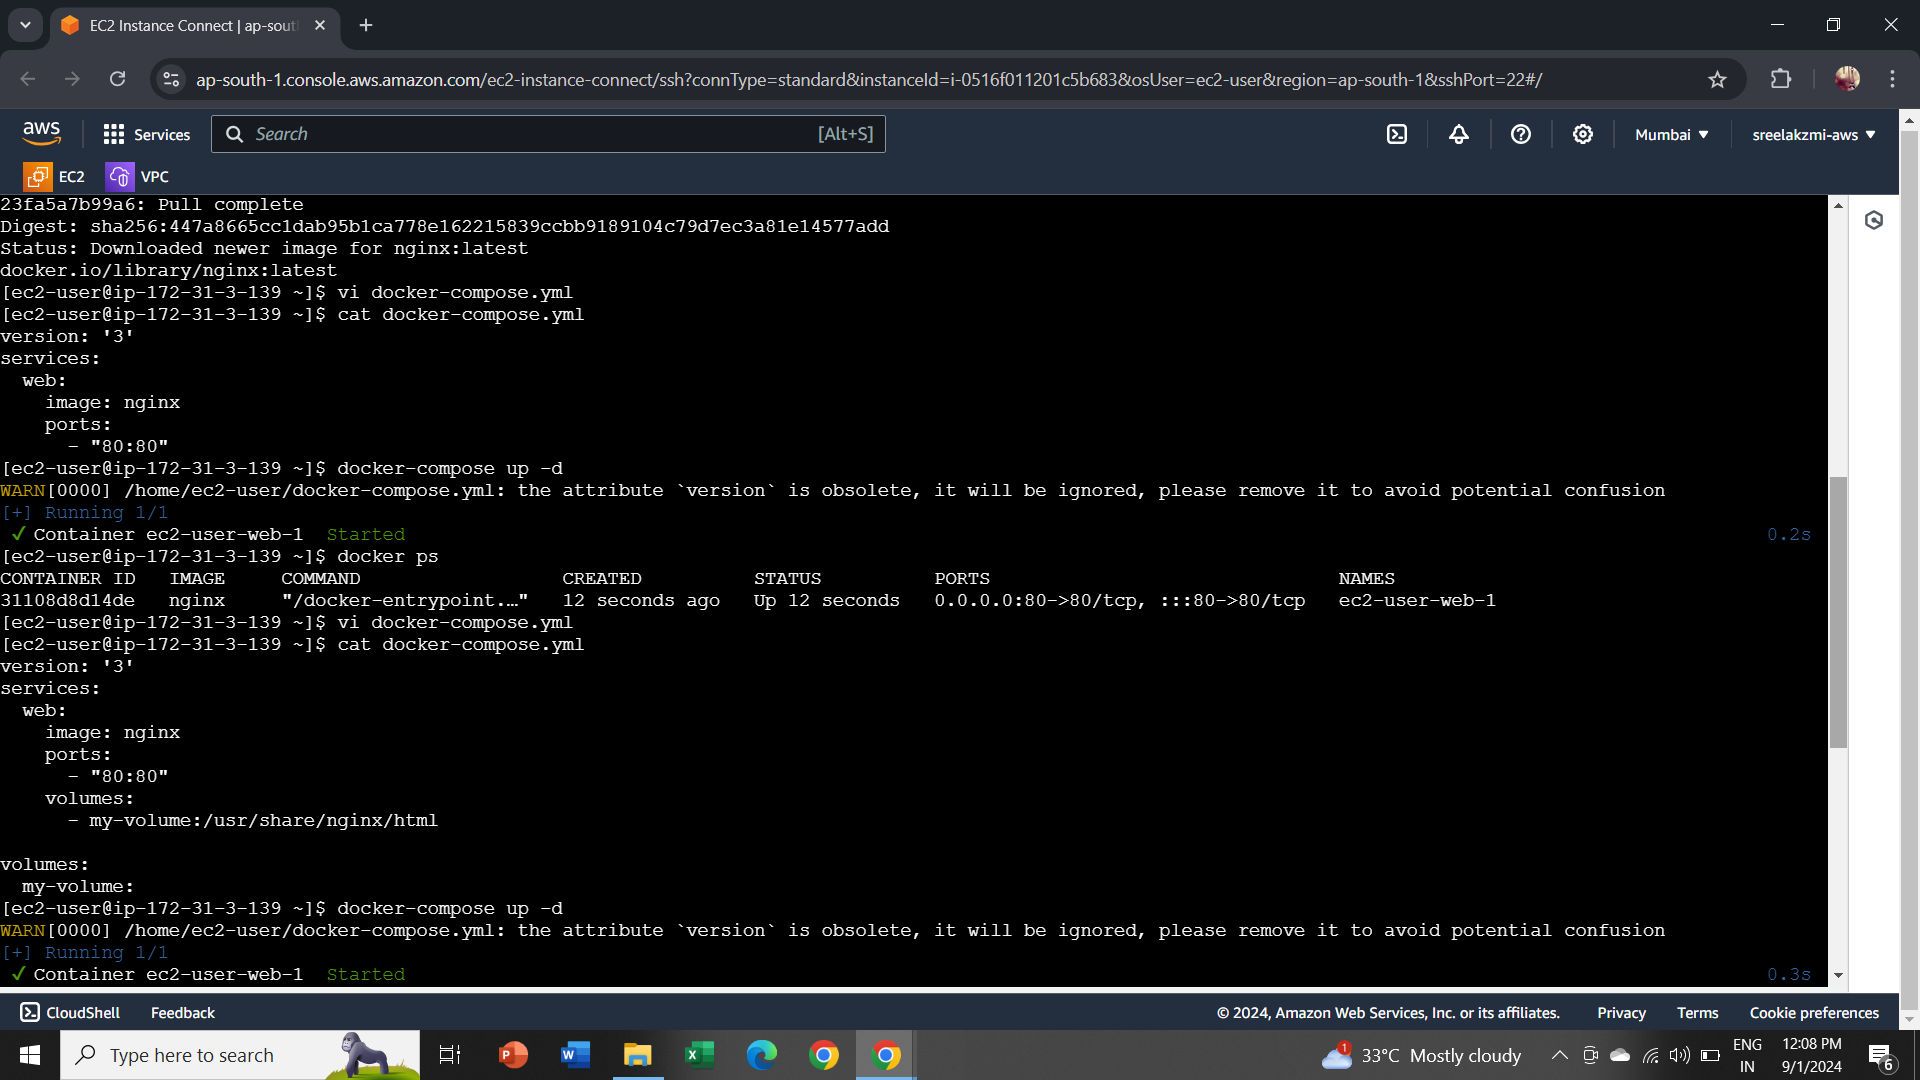 EC2 Instance Connect | ap-sout
ap-south-1.console.aws.amazon.com/ec2-instance-connect/ssh?connType=standard&instanceId=i-0516f011201c5b683&osUser=ec2-user&region=ap-south-1&sshPort=22#/
aws Services Search [Alt+S] Mumbai sreelakzmi-aws
EC2 VPC
23fa5a7b99a6: Pull complete
Digest: sha256:447a8665cc1dab95b1ca778e162215839ccbb9189104c79d7ec3a81e14577add
Status: Downloaded newer image for nginx:latest
docker.io/library/nginx:latest
[ec2-user@ip-172-31-3-139 ~]$ vi docker-compose.yml
[ec2-user@ip-172-31-3-139 ~]$ cat docker-compose.yml
version: '3'
services:
  web:
    image: nginx
    ports:
      - "80:80"
[ec2-user@ip-172-31-3-139 ~]$ docker-compose up -d
WARN[0000] /home/ec2-user/docker-compose.yml: the attribute `version` is obsolete, it will be ignored, please remove it to avoid potential confusion
[+] Running 1/1
 ✓ Container ec2-user-web-1  Started 0.2s
[ec2-user@ip-172-31-3-139 ~]$ docker ps
CONTAINER ID   IMAGE     COMMAND                  CREATED          STATUS          PORTS                               NAMES
31108d8d14de   nginx     "/docker-entrypoint.…"   12 seconds ago   Up 12 seconds   0.0.0.0:80->80/tcp, :::80->80/tcp   ec2-user-web-1
[ec2-user@ip-172-31-3-139 ~]$ vi docker-compose.yml
[ec2-user@ip-172-31-3-139 ~]$ cat docker-compose.yml
version: '3'
services:
  web:
    image: nginx
    ports:
      - "80:80"
    volumes:
      - my-volume:/usr/share/nginx/html
volumes:
  my-volume:
[ec2-user@ip-172-31-3-139 ~]$ docker-compose up -d
WARN[0000] /home/ec2-user/docker-compose.yml: the attribute `version` is obsolete, it will be ignored, please remove it to avoid potential confusion
[+] Running 1/1
 ✓ Container ec2-user-web-1  Started 0.3s
CloudShell Feedback © 2024, Amazon Web Services, Inc. or its affiliates. Privacy Terms Cookie preferences
Type here to search P W X 1 33°C Mostly cloudy ENG 12:08 PM
IN 9/1/2024 6